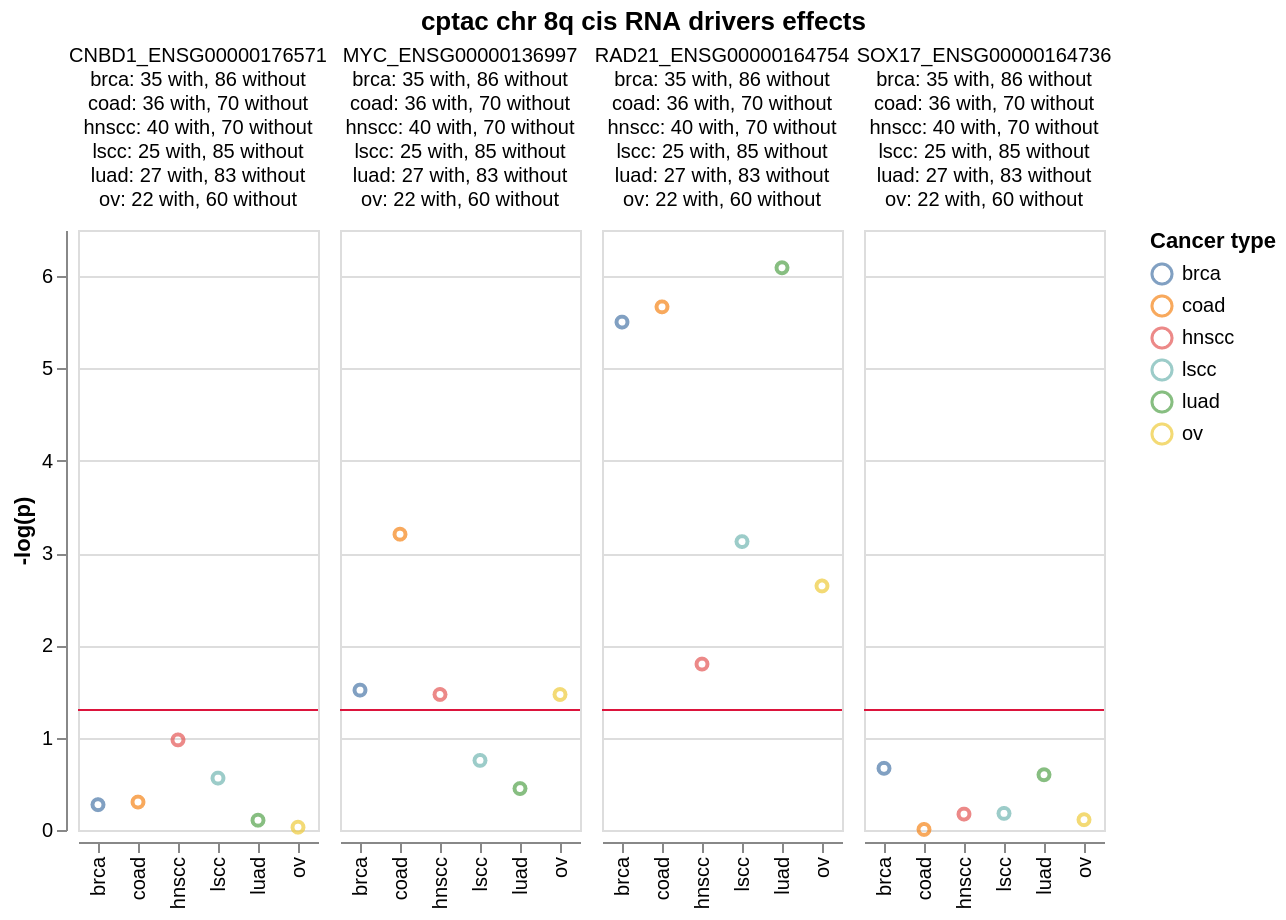 cptac chr 8q cis RNA drivers effects
CNBD1_ENSG00000176571
brca: 35 with, 86 without
coad: 36 with, 70 without
hnscc: 40 with, 70 without
lscc: 25 with, 85 without
luad: 27 with, 83 without
ov: 22 with, 60 without
MYC_ENSG00000136997
brca: 35 with, 86 without
coad: 36 with, 70 without
hnscc: 40 with, 70 without
lscc: 25 with, 85 without
luad: 27 with, 83 without
ov: 22 with, 60 without
RAD21_ENSG00000164754
brca: 35 with, 86 without
coad: 36 with, 70 without
hnscc: 40 with, 70 without
lscc: 25 with, 85 without
luad: 27 with, 83 without
ov: 22 with, 60 without
SOX17_ENSG00000164736
brca: 35 with, 86 without
coad: 36 with, 70 without
hnscc: 40 with, 70 without
lscc: 25 with, 85 without
luad: 27 with, 83 without
ov: 22 with, 60 without
-log(p)
6
5
4
3
2
1
0
brca
coad
hnscc
lscc
luad
ov
brca
coad
hnscc
lscc
luad
ov
brca
coad
hnscc
lscc
luad
ov
brca
coad
hnscc
lscc
luad
ov
Cancer type
brca
coad
hnscc
lscc
luad
ov